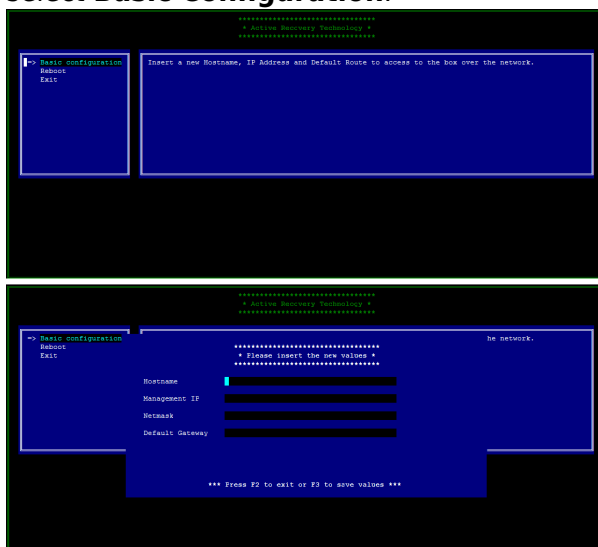 Select Basic Configuration.
********************************
* Active Recovery Technology *
********************************
=> Basic configuration
Reboot
Exit
Insert a new Hostname, IP Address and Default Route to access to the box over the network.
********************************
* Active Recovery Technology *
********************************
=> Basic configuration
Reboot
Exit
he network.
**********************************
* Please insert the new values *
**********************************
Hostname
Management IP
Netmask
Default Gateway
*** Press F2 to exit or F3 to save values ***